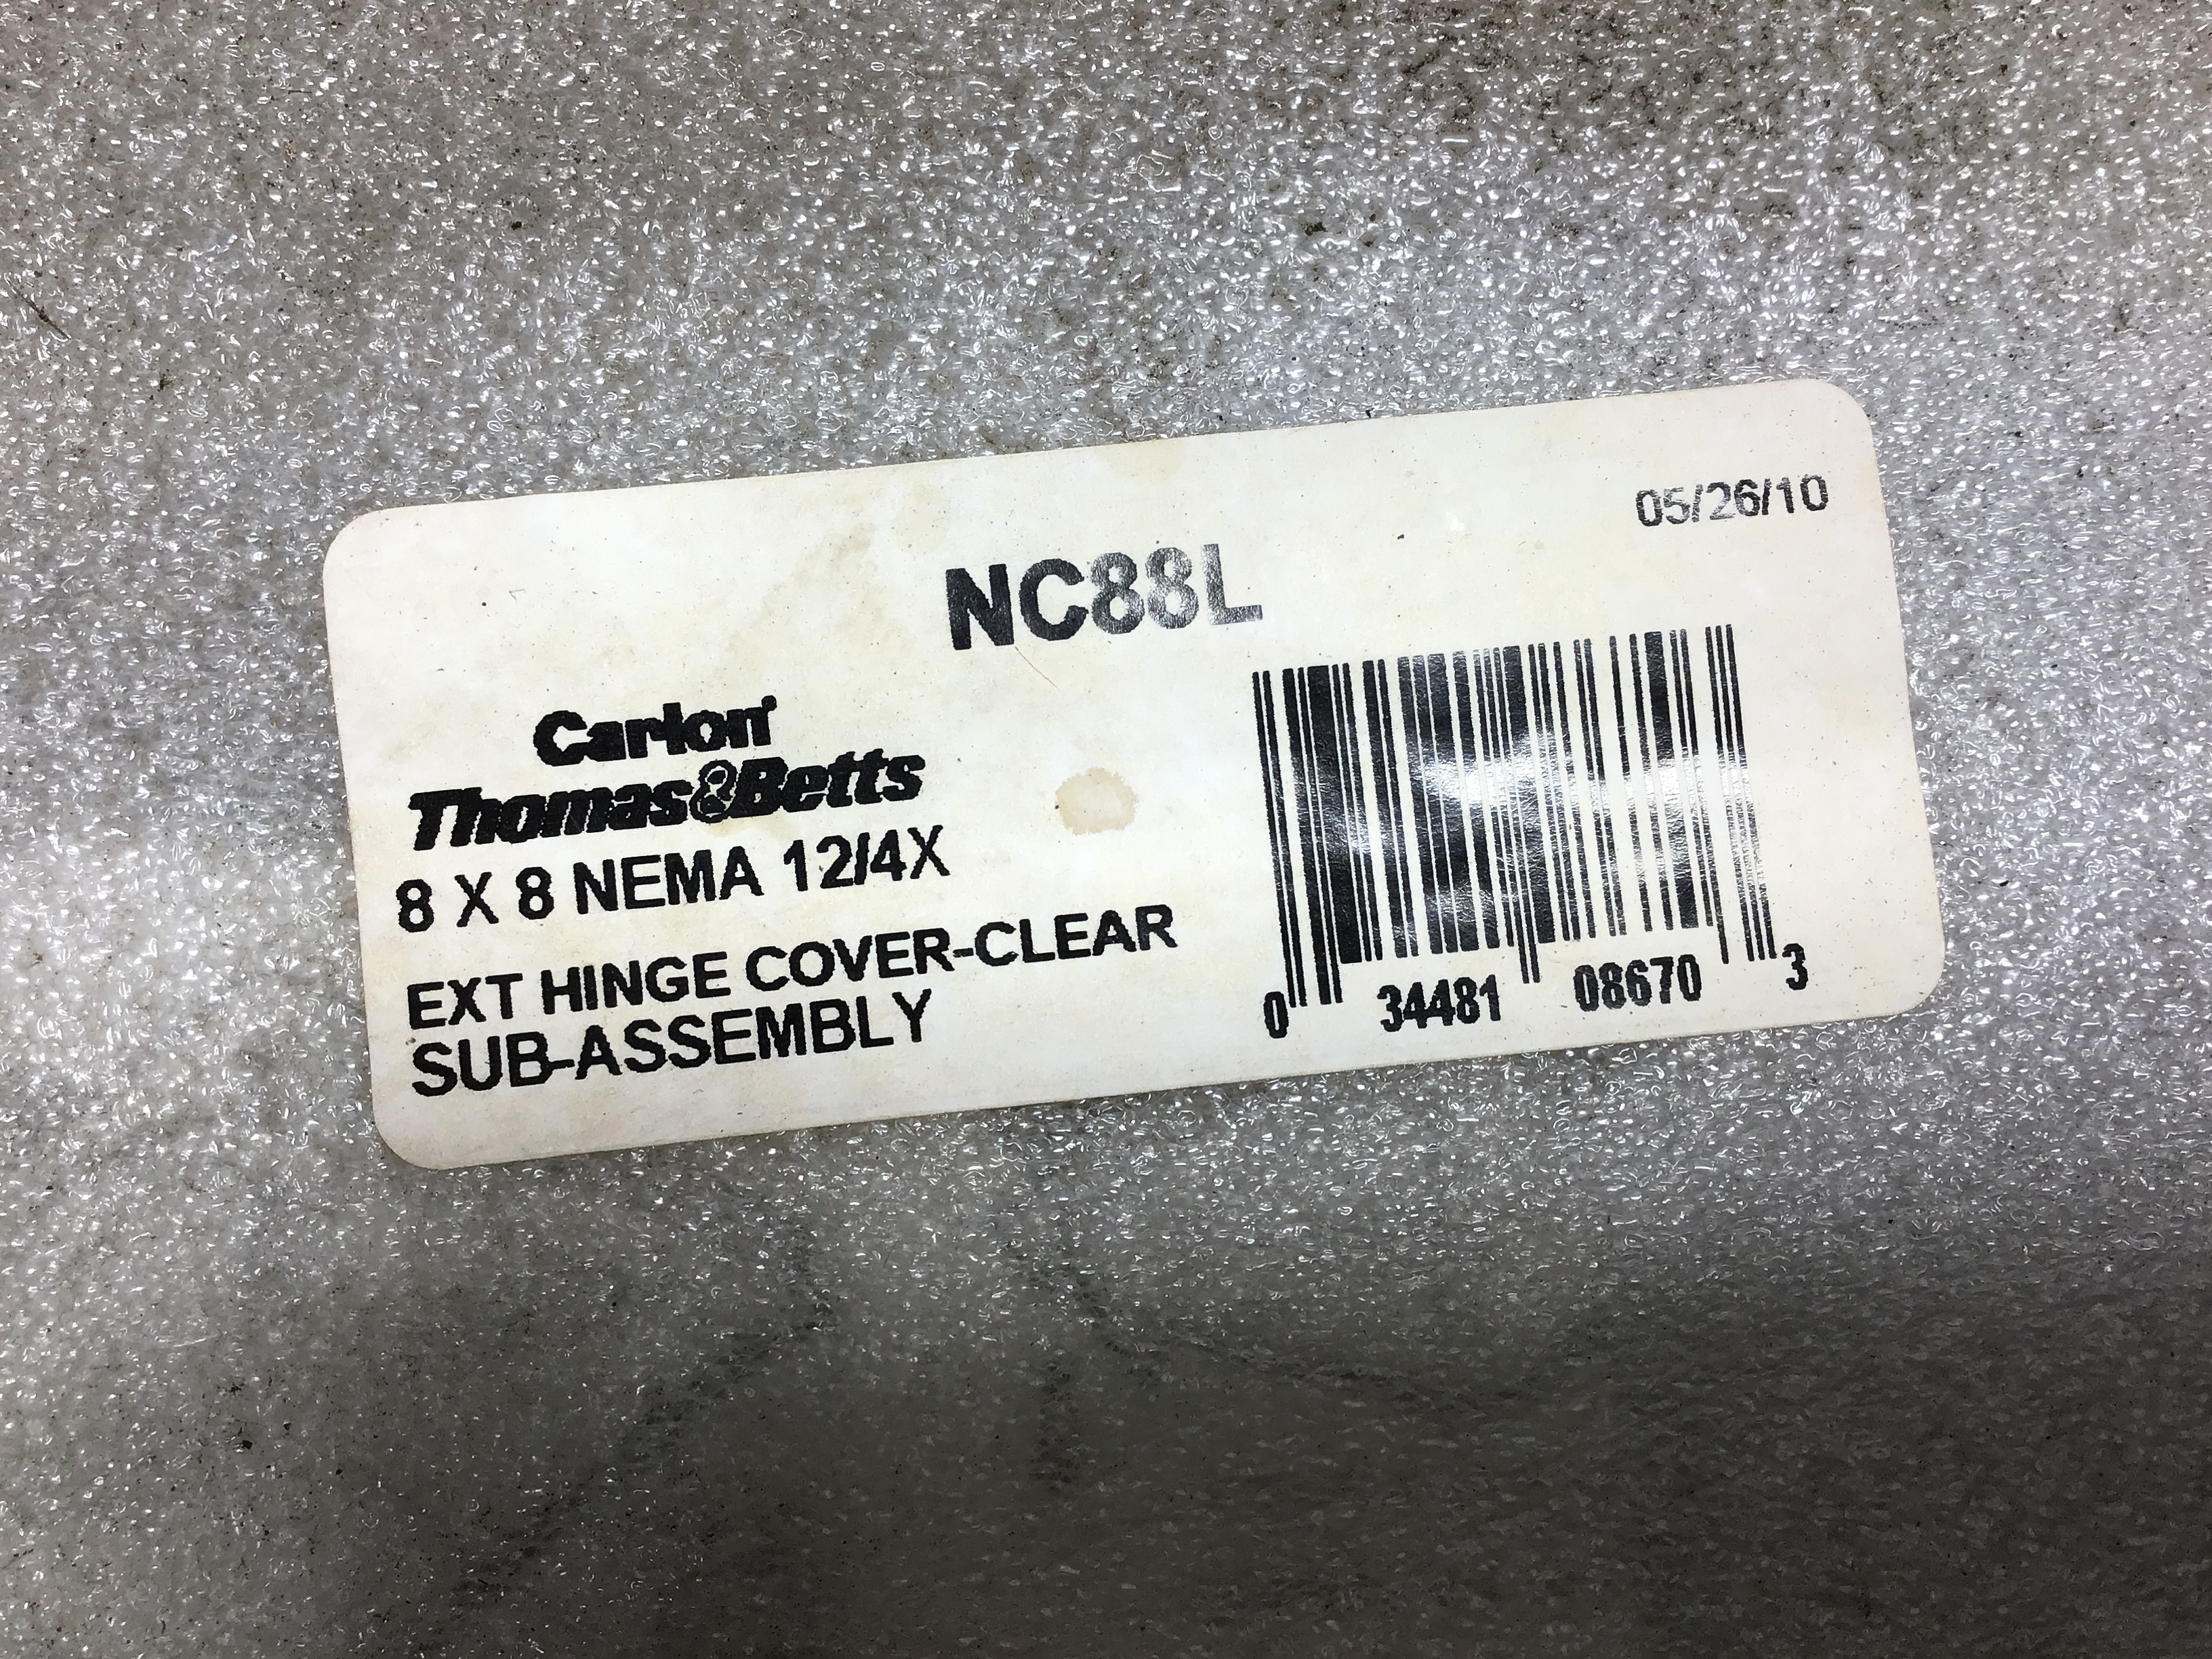 05/26/10
NC88L
Carlon®
Thomas&Betts
8 X 8 NEMA 12/4X
EXT HINGE COVER-CLEAR
SUB-ASSEMBLY
0 34481 08670 3